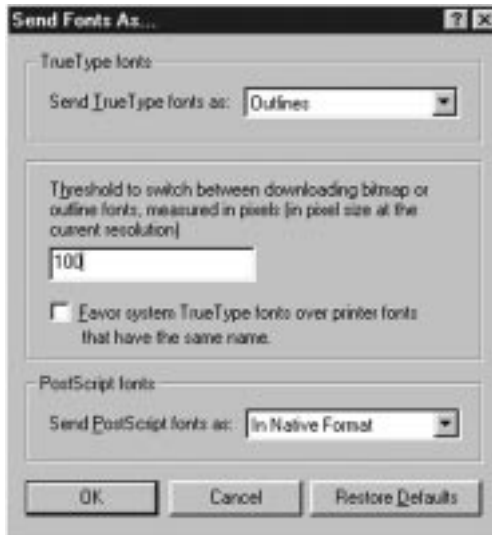 Send Fonts As...
TrueType fonts
Send TrueType fonts as: Outlines
Threshold to switch between downloading bitmap or
outline fonts, measured in pixels (in pixel size at the
current resolution)
100
Favor system TrueType fonts over printer fonts
that have the same name.
PostScript fonts
Send PostScript fonts as: In Native Format
OK Cancel Restore Defaults